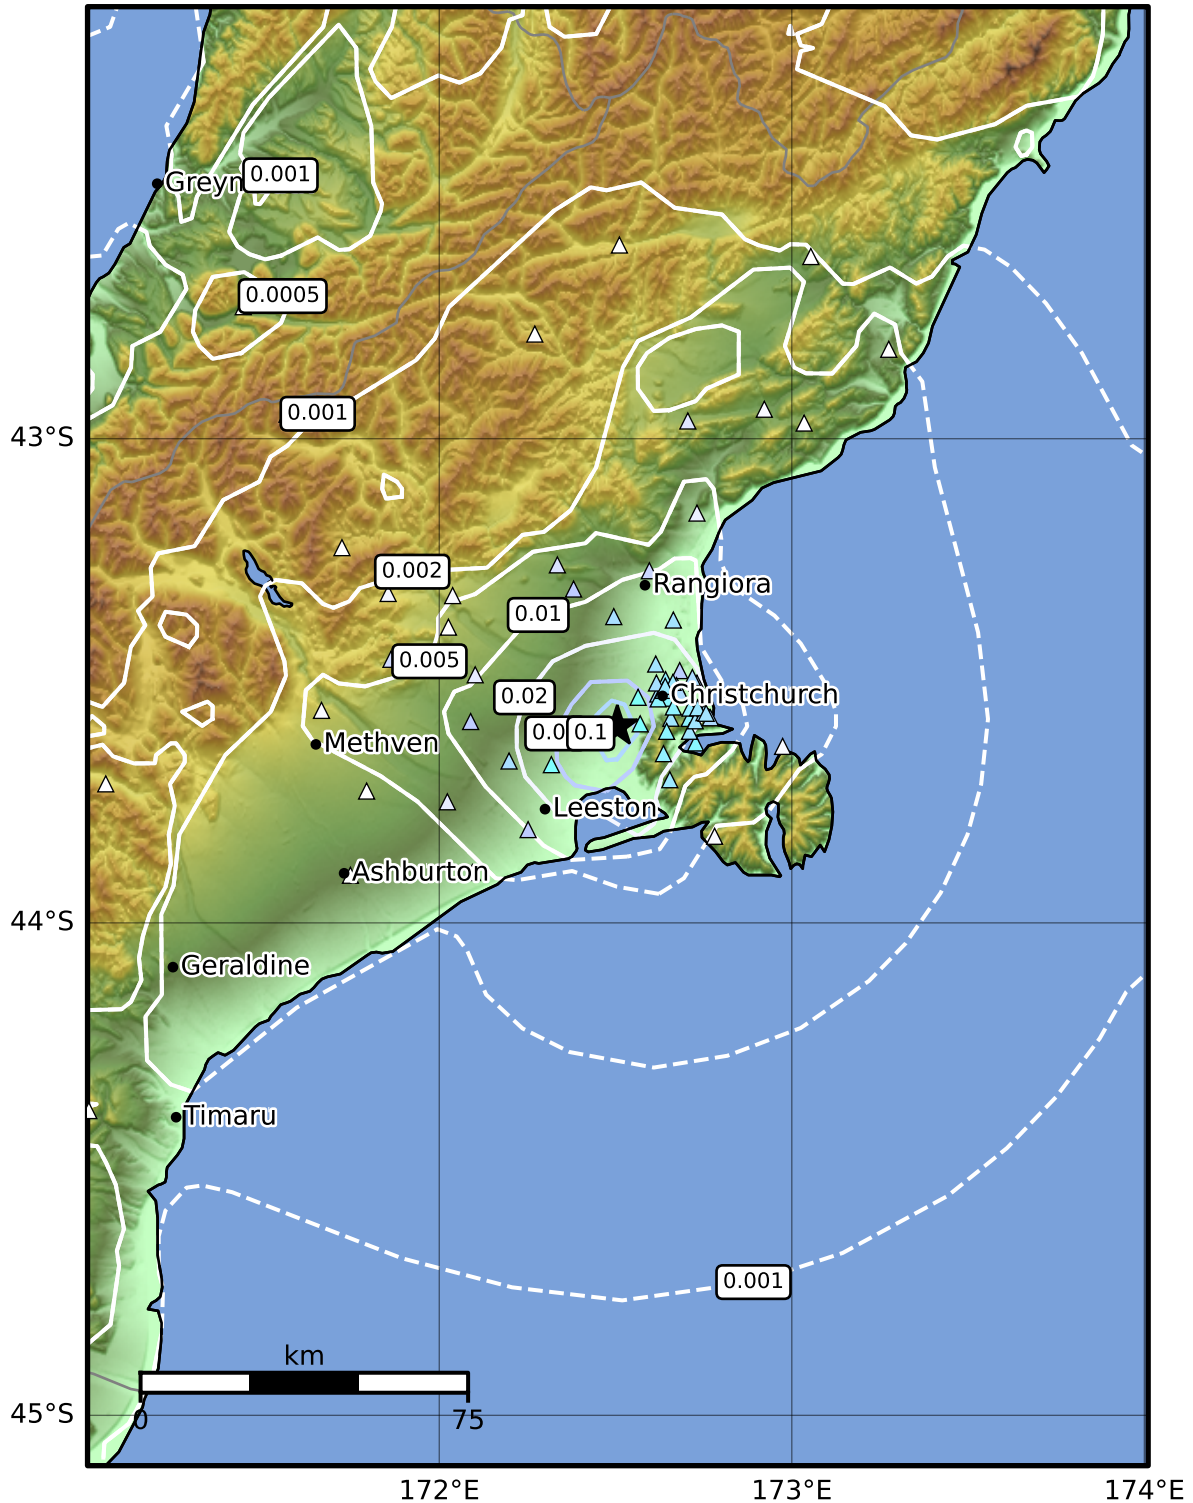 Greyn
0.001
0.0005
0.001
43°S
0.002
Rangiora
0.01
0.005
0.02
Christchurch
0.0
0.1
Methven
Leeston
Ashburton
44°S
Geraldine
Timaru
0.001
km
0
75
45°S
172°E
173°E
174°E